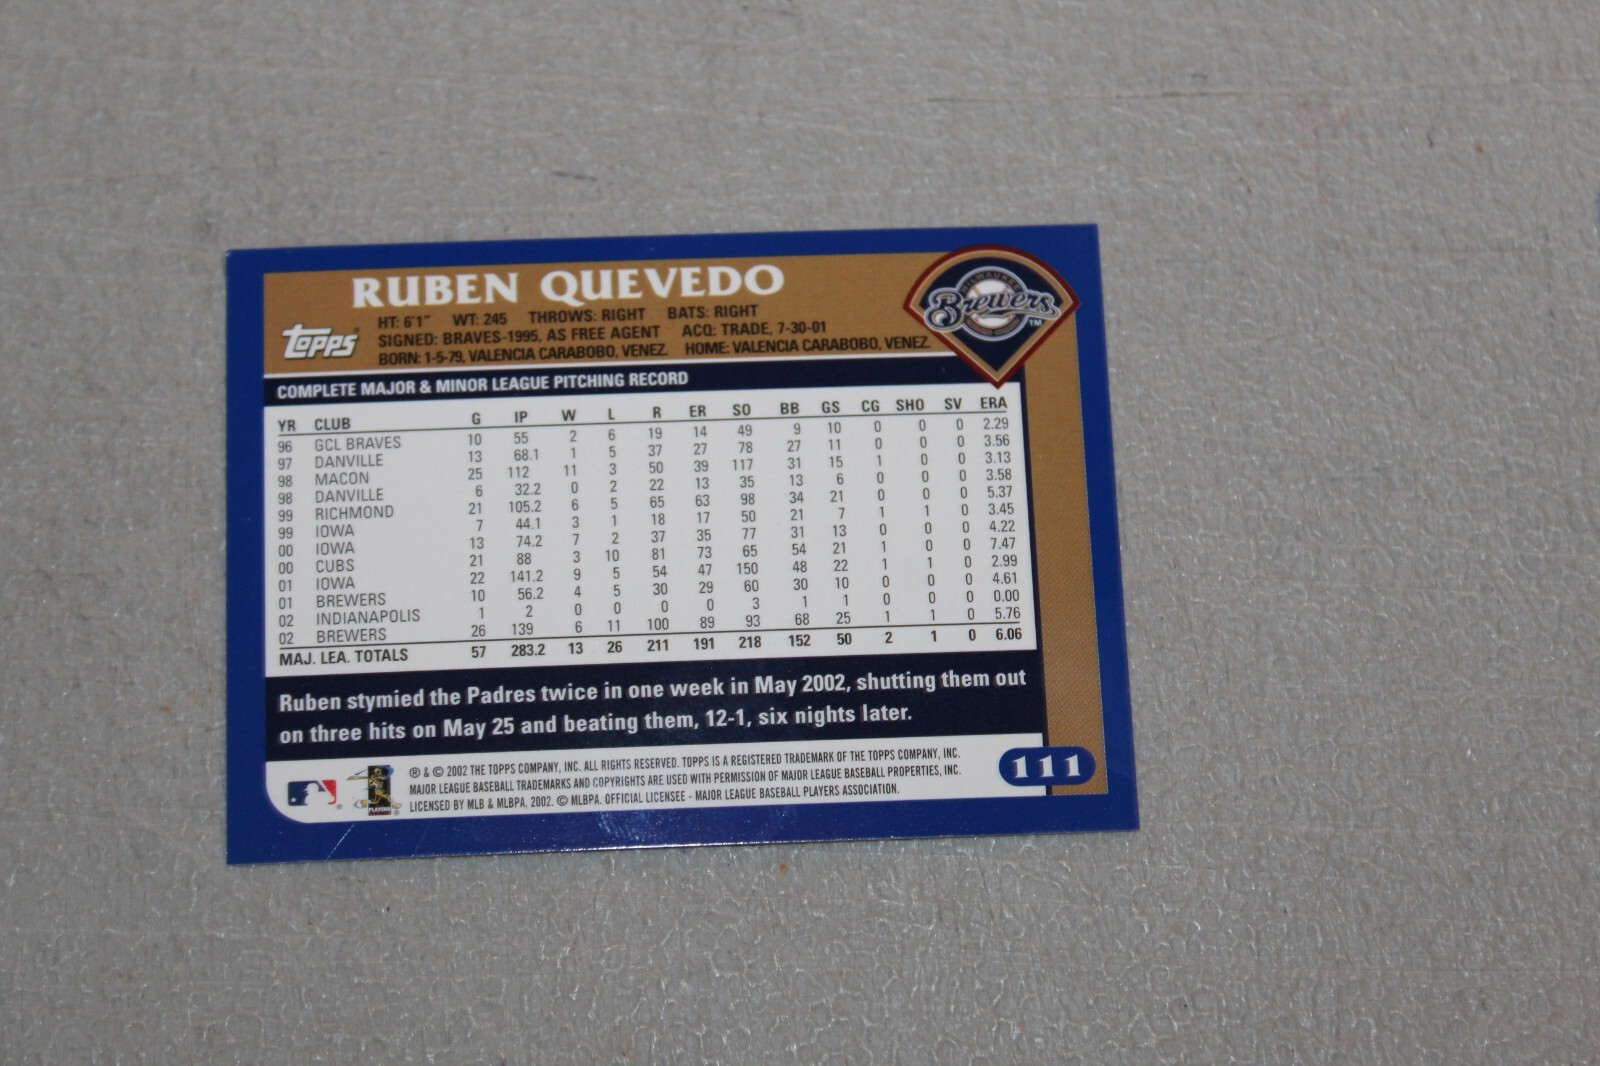 RUBEN QUEVEDO
MILWAUKEE
Brewers
TM
Topps
HT: 6'1" WT: 245 THROWS: RIGHT BATS: RIGHT
SIGNED: BRAVES-1995, AS FREE AGENT ACQ: TRADE, 7-30-01
BORN: 1-5-79, VALENCIA CARABOBO, VENEZ. HOME: VALENCIA CARABOBO, VENEZ.
COMPLETE MAJOR & MINOR LEAGUE PITCHING RECORD
YR CLUB G IP W L R ER SO BB GS CG SHO SV ERA
96 GCL BRAVES 10 55 2 6 19 14 49 9 10 0 0 0 2.29
97 DANVILLE 13 68.1 1 5 37 27 78 27 11 0 0 0 3.56
98 MACON 25 112 11 3 50 39 117 31 15 1 0 0 3.13
98 DANVILLE 6 32.2 0 2 22 13 35 13 6 0 0 0 3.58
99 RICHMOND 21 105.2 6 5 65 63 98 34 21 0 0 0 5.37
99 IOWA 7 44.1 3 1 18 17 50 21 7 1 1 0 3.45
00 IOWA 13 74.2 7 2 37 35 77 31 13 0 0 0 4.22
00 CUBS 21 88 3 10 81 73 65 54 21 1 0 0 7.47
01 IOWA 22 141.2 9 5 54 47 150 48 22 1 1 0 2.99
01 BREWERS 10 56.2 4 5 30 29 60 30 10 0 0 0 4.61
02 INDIANAPOLIS 1 2 0 0 0 0 3 1 1 0 0 0 0.00
02 BREWERS 26 139 6 11 100 89 93 68 25 1 1 0 5.76
MAJ. LEA. TOTALS 57 283.2 13 26 211 191 218 152 50 2 1 0 6.06
Ruben stymied the Padres twice in one week in May 2002, shutting them out
on three hits on May 25 and beating them, 12-1, six nights later.
® & © 2002 THE TOPPS COMPANY, INC. ALL RIGHTS RESERVED. TOPPS IS A REGISTERED TRADEMARK OF THE TOPPS COMPANY, INC.
MAJOR LEAGUE BASEBALL TRADEMARKS AND COPYRIGHTS ARE USED WITH PERMISSION OF MAJOR LEAGUE BASEBALL PROPERTIES, INC.
LICENSED BY MLB & MLBPA, 2002. © MLBPA. OFFICIAL LICENSEE - MAJOR LEAGUE BASEBALL PLAYERS ASSOCIATION.
PLAYERS
111